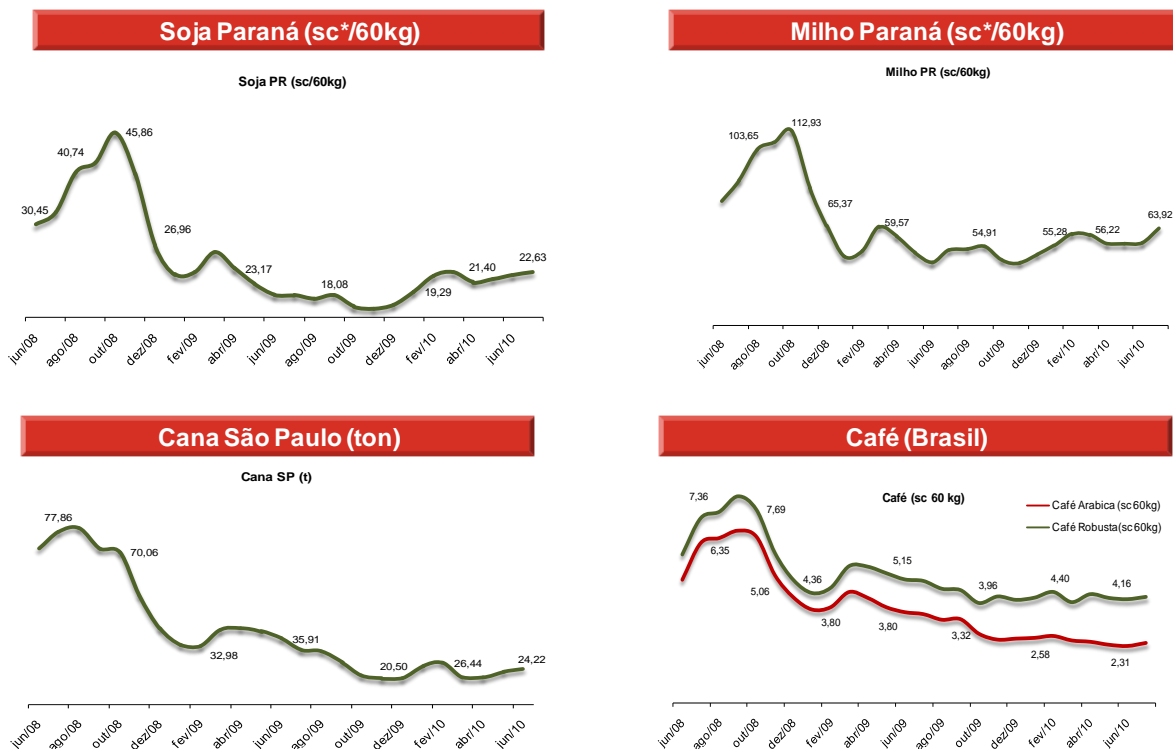 Soja Paraná (sc*/60kg)
Soja PR (sc/60kg)
30,45
40,74
45,86
26,96
23,17
18,08
19,29
21,40
22,63
jun/08
ago/08
out/08
dez/08
fev/09
abr/09
jun/09
ago/09
out/09
dez/09
fev/10
abr/10
jun/10
Milho Paraná (sc*/60kg)
Milho PR (sc/60kg)
103,65
112,93
65,37
59,57
54,91
55,28
56,22
63,92
jun/08
ago/08
out/08
dez/08
fev/09
abr/09
jun/09
ago/09
out/09
dez/09
fev/10
abr/10
jun/10
Cana São Paulo (ton)
Cana SP (t)
77,86
70,06
32,98
35,91
20,50
26,44
24,22
jun/08
ago/08
out/08
dez/08
fev/09
abr/09
jun/09
ago/09
out/09
dez/09
fev/10
abr/10
jun/10
Café (Brasil)
Café (sc 60 kg)
Café Arabica (sc60kg)
Café Robusta(sc60kg)
7,36
7,69
4,36
5,15
3,96
4,40
4,16
6,35
5,06
3,80
3,80
3,32
2,58
2,31
jun/08
ago/08
out/08
dez/08
fev/09
abr/09
jun/09
ago/09
out/09
dez/09
fev/10
abr/10
jun/10